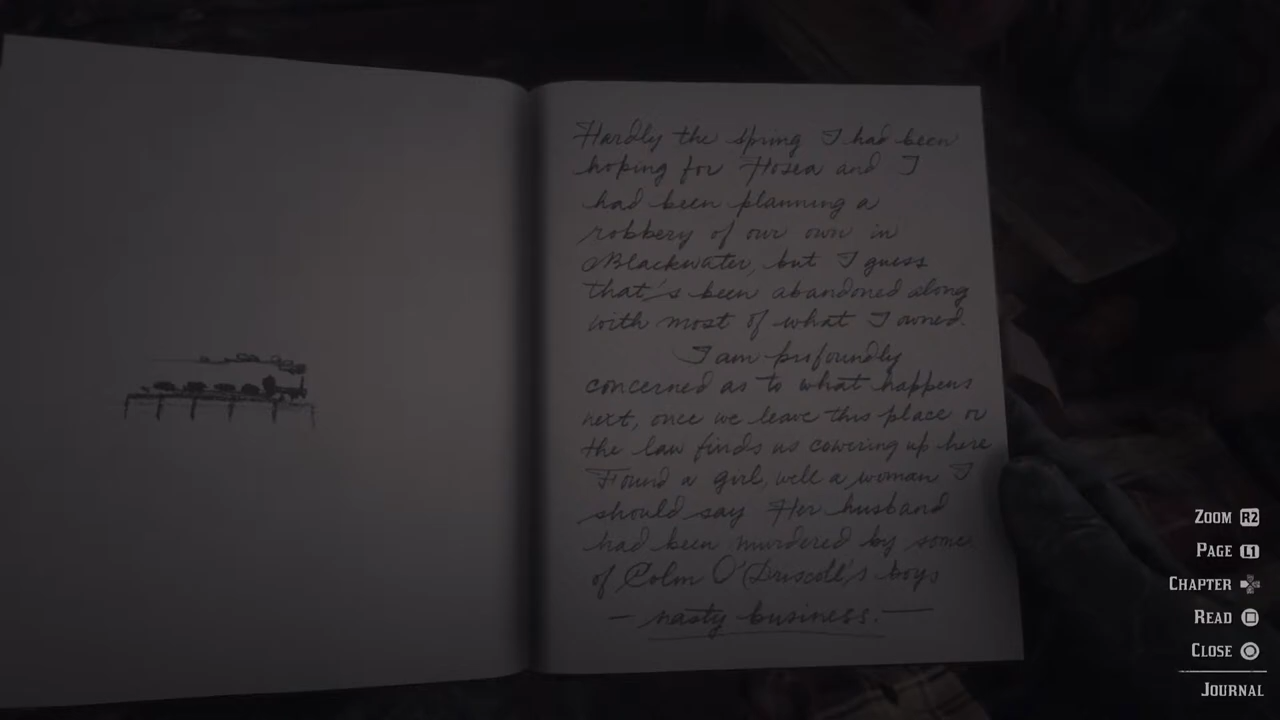 Hardly the spring I had been
hoping for Hosea and I
had been planning a
robbery of our own in
Blackwater, but I guess
that's been abandoned along
with most of what I owned.
I am profoundly
concerned as to what happens
next, once we leave this place or
the law finds us cowering up here
Found a girl, well a woman I
should say Her husband
had been murdered by some
of Colm O'Driscoll's boys
— nasty business. —
ZOOM R2
PAGE L1
CHAPTER
READ
CLOSE
JOURNAL